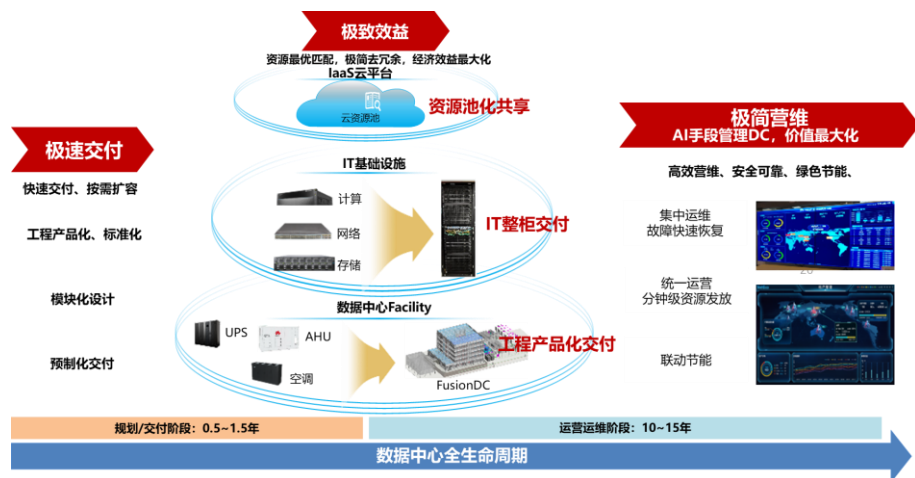 极致效益
资源最优匹配，极简去冗余，经济效益最大化
IaaS云平台
云资源池
资源池化共享
极速交付
快速交付、按需扩容
工程产品化、标准化
模块化设计
预制化交付
IT基础设施
计算
网络
存储
IT整柜交付
数据中心Facility
UPS
AHU
空调
FusionDC
工程产品化交付
极简营维
AI手段管理DC，价值最大化
高效营维、安全可靠、绿色节能、
集中运维
故障快速恢复
统一运营
分钟级资源发放
联动节能
规划/交付阶段：0.5~1.5年
运营运维阶段：10~15年
数据中心全生命周期